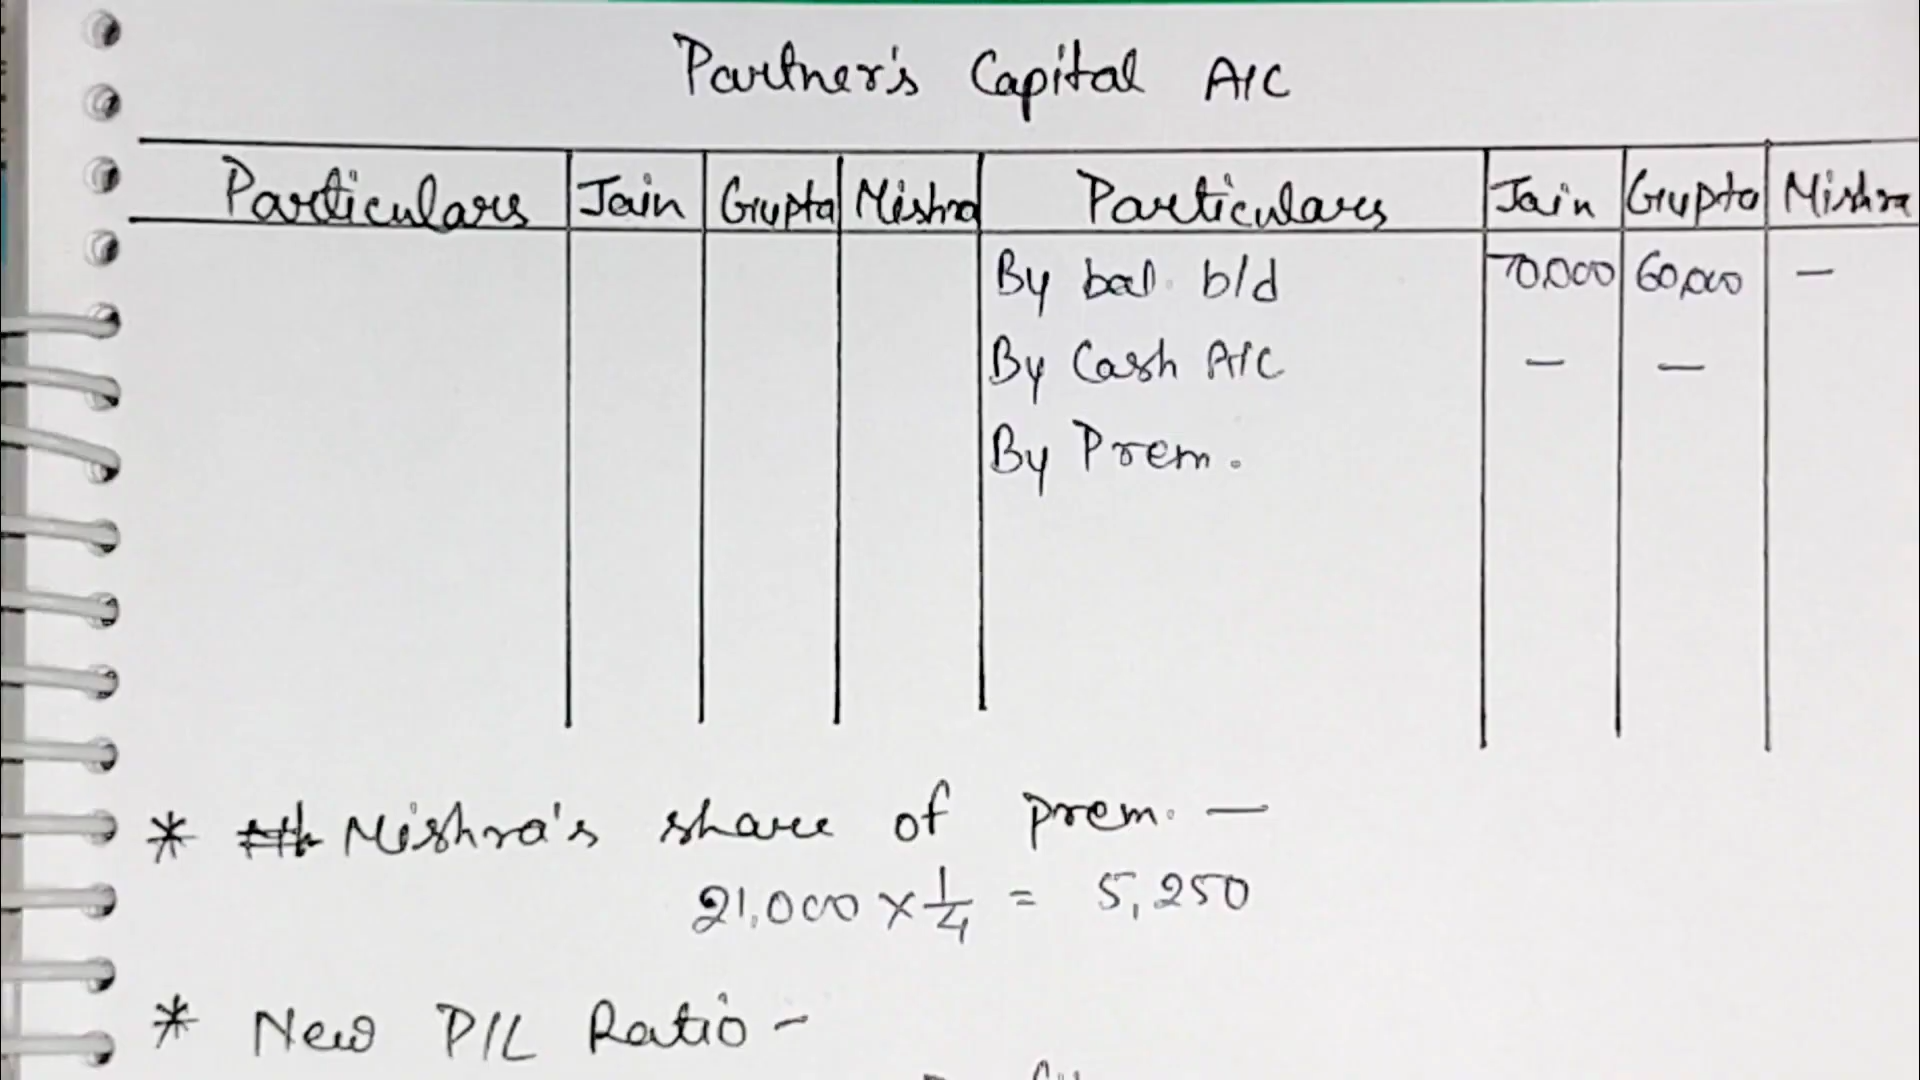 Partner's Capital A/C
Particulars Jain Gupta Mishra Particulars Jain Gupta Mishra
By bal. b/d 70,000 60,000 —
By Cash A/C — —
By Prem.
* Mishra's share of prem. —
21,000 × 1/4 = 5,250
* New P/L Ratio -